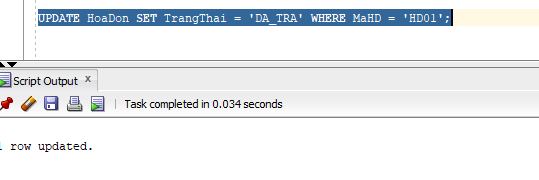 UPDATE HoaDon SET TrangThai = 'DA_TRA' WHERE MaHD = 'HD01';
Script Output x
Task completed in 0.034 seconds
row updated.